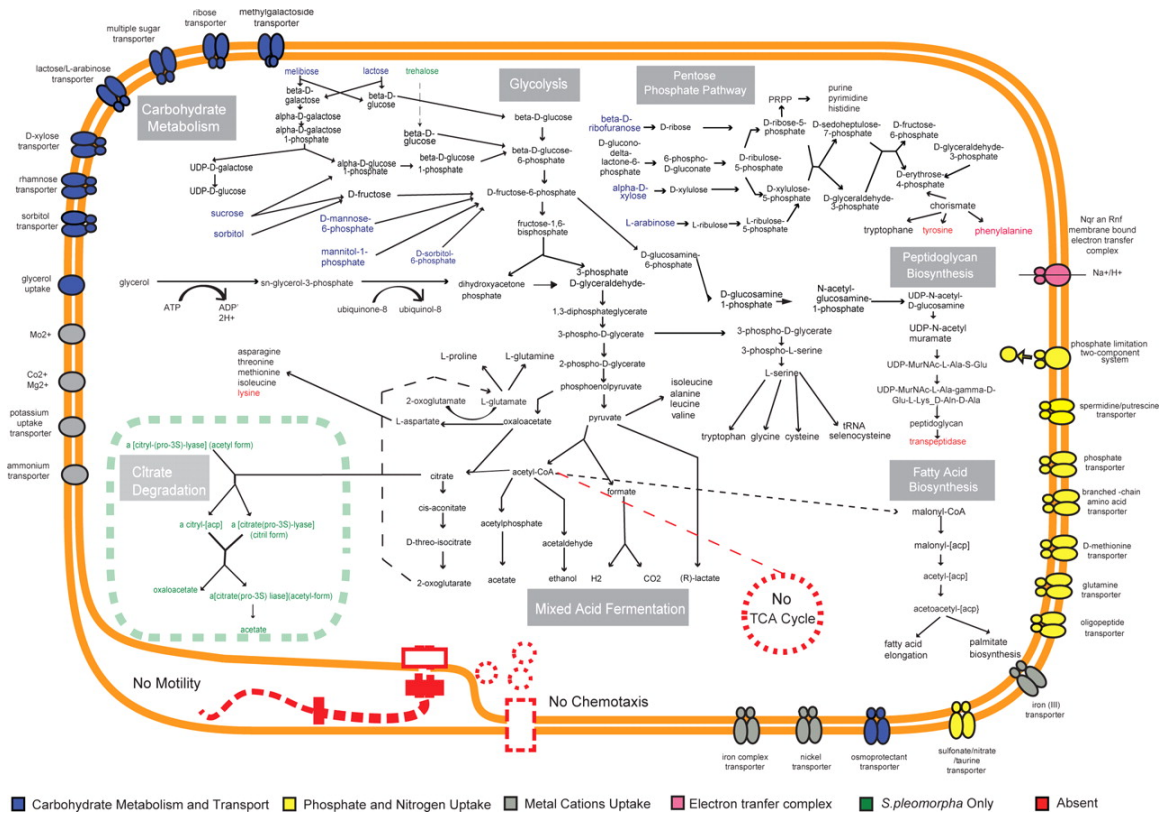 ribose
transporter
methylgalactoside
transporter
multiple sugar
transporter
lactose/L-arabinose
transporter
D-xylose
transporter
rhamnose
transporter
sorbitol
transporter
glycerol
uptake
Mo2+
Co2+
Mg2+
potassium
uptake
transporter
ammonium
transporter
Carbohydrate
Metabolism
melibiose
lactose
trehalose
beta-D-
galactose
beta-D-
glucose
alpha-D-galactose
alpha-D-galactose
1-phosphate
beta-D-
glucose
UDP-D-galactose
UDP-D-glucose
alpha-D-glucose
1-phosphate
beta-D-glucose
1-phosphate
sucrose
sorbitol
D-fructose
D-mannose-
6-phosphate
mannitol-1-
phosphate
D-sorbitol-
6-phosphate
Glycolysis
beta-D-glucose
beta-D-glucose-
6-phosphate
D-fructose-6-phosphate
fructose-1,6-
bisphosphate
glycerol
ATP
ADP'
2H+
sn-glycerol-3-phosphate
ubiquinone-8
ubiquinol-8
dihydroxyacetone
phosphate
3-phosphate
D-glyceraldehyde-
1,3-diphosphateglycerate
3-phospho-D-glycerate
2-phospho-D-glycerate
phosphoenolpyruvate
pyruvate
Pentose
Phosphate Pathway
PRPP
purine
pyrimidine
histidine
beta-D-
ribofuranose
D-ribose
D-ribose-5-
phosphate
D-sedoheptulose-
7-phosphate
D-fructose-
6-phosphate
D-glyceraldehyde-
3-phosphate
D-glucono-
delta-
lactone-6-
phosphate
6-phospho-
D-gluconate
D-ribulose-
5-phosphate
D-erythrose-
4-phosphate
alpha-D-
xylose
D-xylulose
D-xylulose-
5-phosphate
D-glyceraldehyde-
3-phosphate
chorismate
L-arabinose
L-ribulose
L-ribulose-
5-phosphate
tryptophane
tyrosine
phenylalanine
D-glucosamine-
6-phosphate
D-glucosamine
1-phosphate
N-acetyl-
glucosamine-
1-phosphate
Peptidoglycan
Biosynthesis
UDP-N-acetyl-
D-glucosamine
UDP-N-acetyl
muramate
UDP-MurNAc-L-Ala-S-Glu
UDP-MurNAc-L-Ala-gamma-D-
Glu-L-Lys_D-Aln-D-Ala
peptidoglycan
transpeptidase
3-phospho-D-glycerate
3-phospho-L-serine
L-serine
tryptophan
glycine
cysteine
tRNA
selenocysteine
isoleucine
alanine
leucine
valine
asparagine
threonine
methionine
isoleucine
lysine
L-proline
L-glutamine
2-oxoglutamate
L-glutamate
L-aspartate
oxaloacetate
Citrate
Degradation
a [citryl-(pro-3S)-lyase] (acetyl form)
a citryl-[acp]
a [citrate(pro-3S)-lyase]
(citril form)
oxaloacetate
a[citrate(pro-3S) liase](acetyl-form)
acetate
citrate
cis-aconitate
D-threo-isocitrate
2-oxoglutarate
acetyl-CoA
acetylphosphate
acetate
acetaldehyde
ethanol
formate
H2
CO2
(R)-lactate
Mixed Acid Fermentation
No
TCA Cycle
Fatty Acid
Biosynthesis
malonyl-CoA
malonyl-[acp]
acetyl-[acp]
acetoacetyl-[acp]
fatty acid
elongation
palmitate
biosynthesis
Nqr an Rnf
membrane bound
electron transfer
complex
Na+/H+
phosphate limitation
two-component
system
spermidine/putrescine
transporter
phosphate
transporter
branched -chain
amino acid
transporter
D-methionine
transporter
glutamine
transporter
oligopeptide
transporter
iron (III)
transporter
No Motility
No Chemotaxis
iron complex
transporter
nickel
transporter
osmoprotectant
transporter
sulfonate/nitrate
/taurine
transporter
Carbohydrate Metabolism and Transport
Phosphate and Nitrogen Uptake
Metal Cations Uptake
Electron tranfer complex
S.pleomorpha Only
Absent